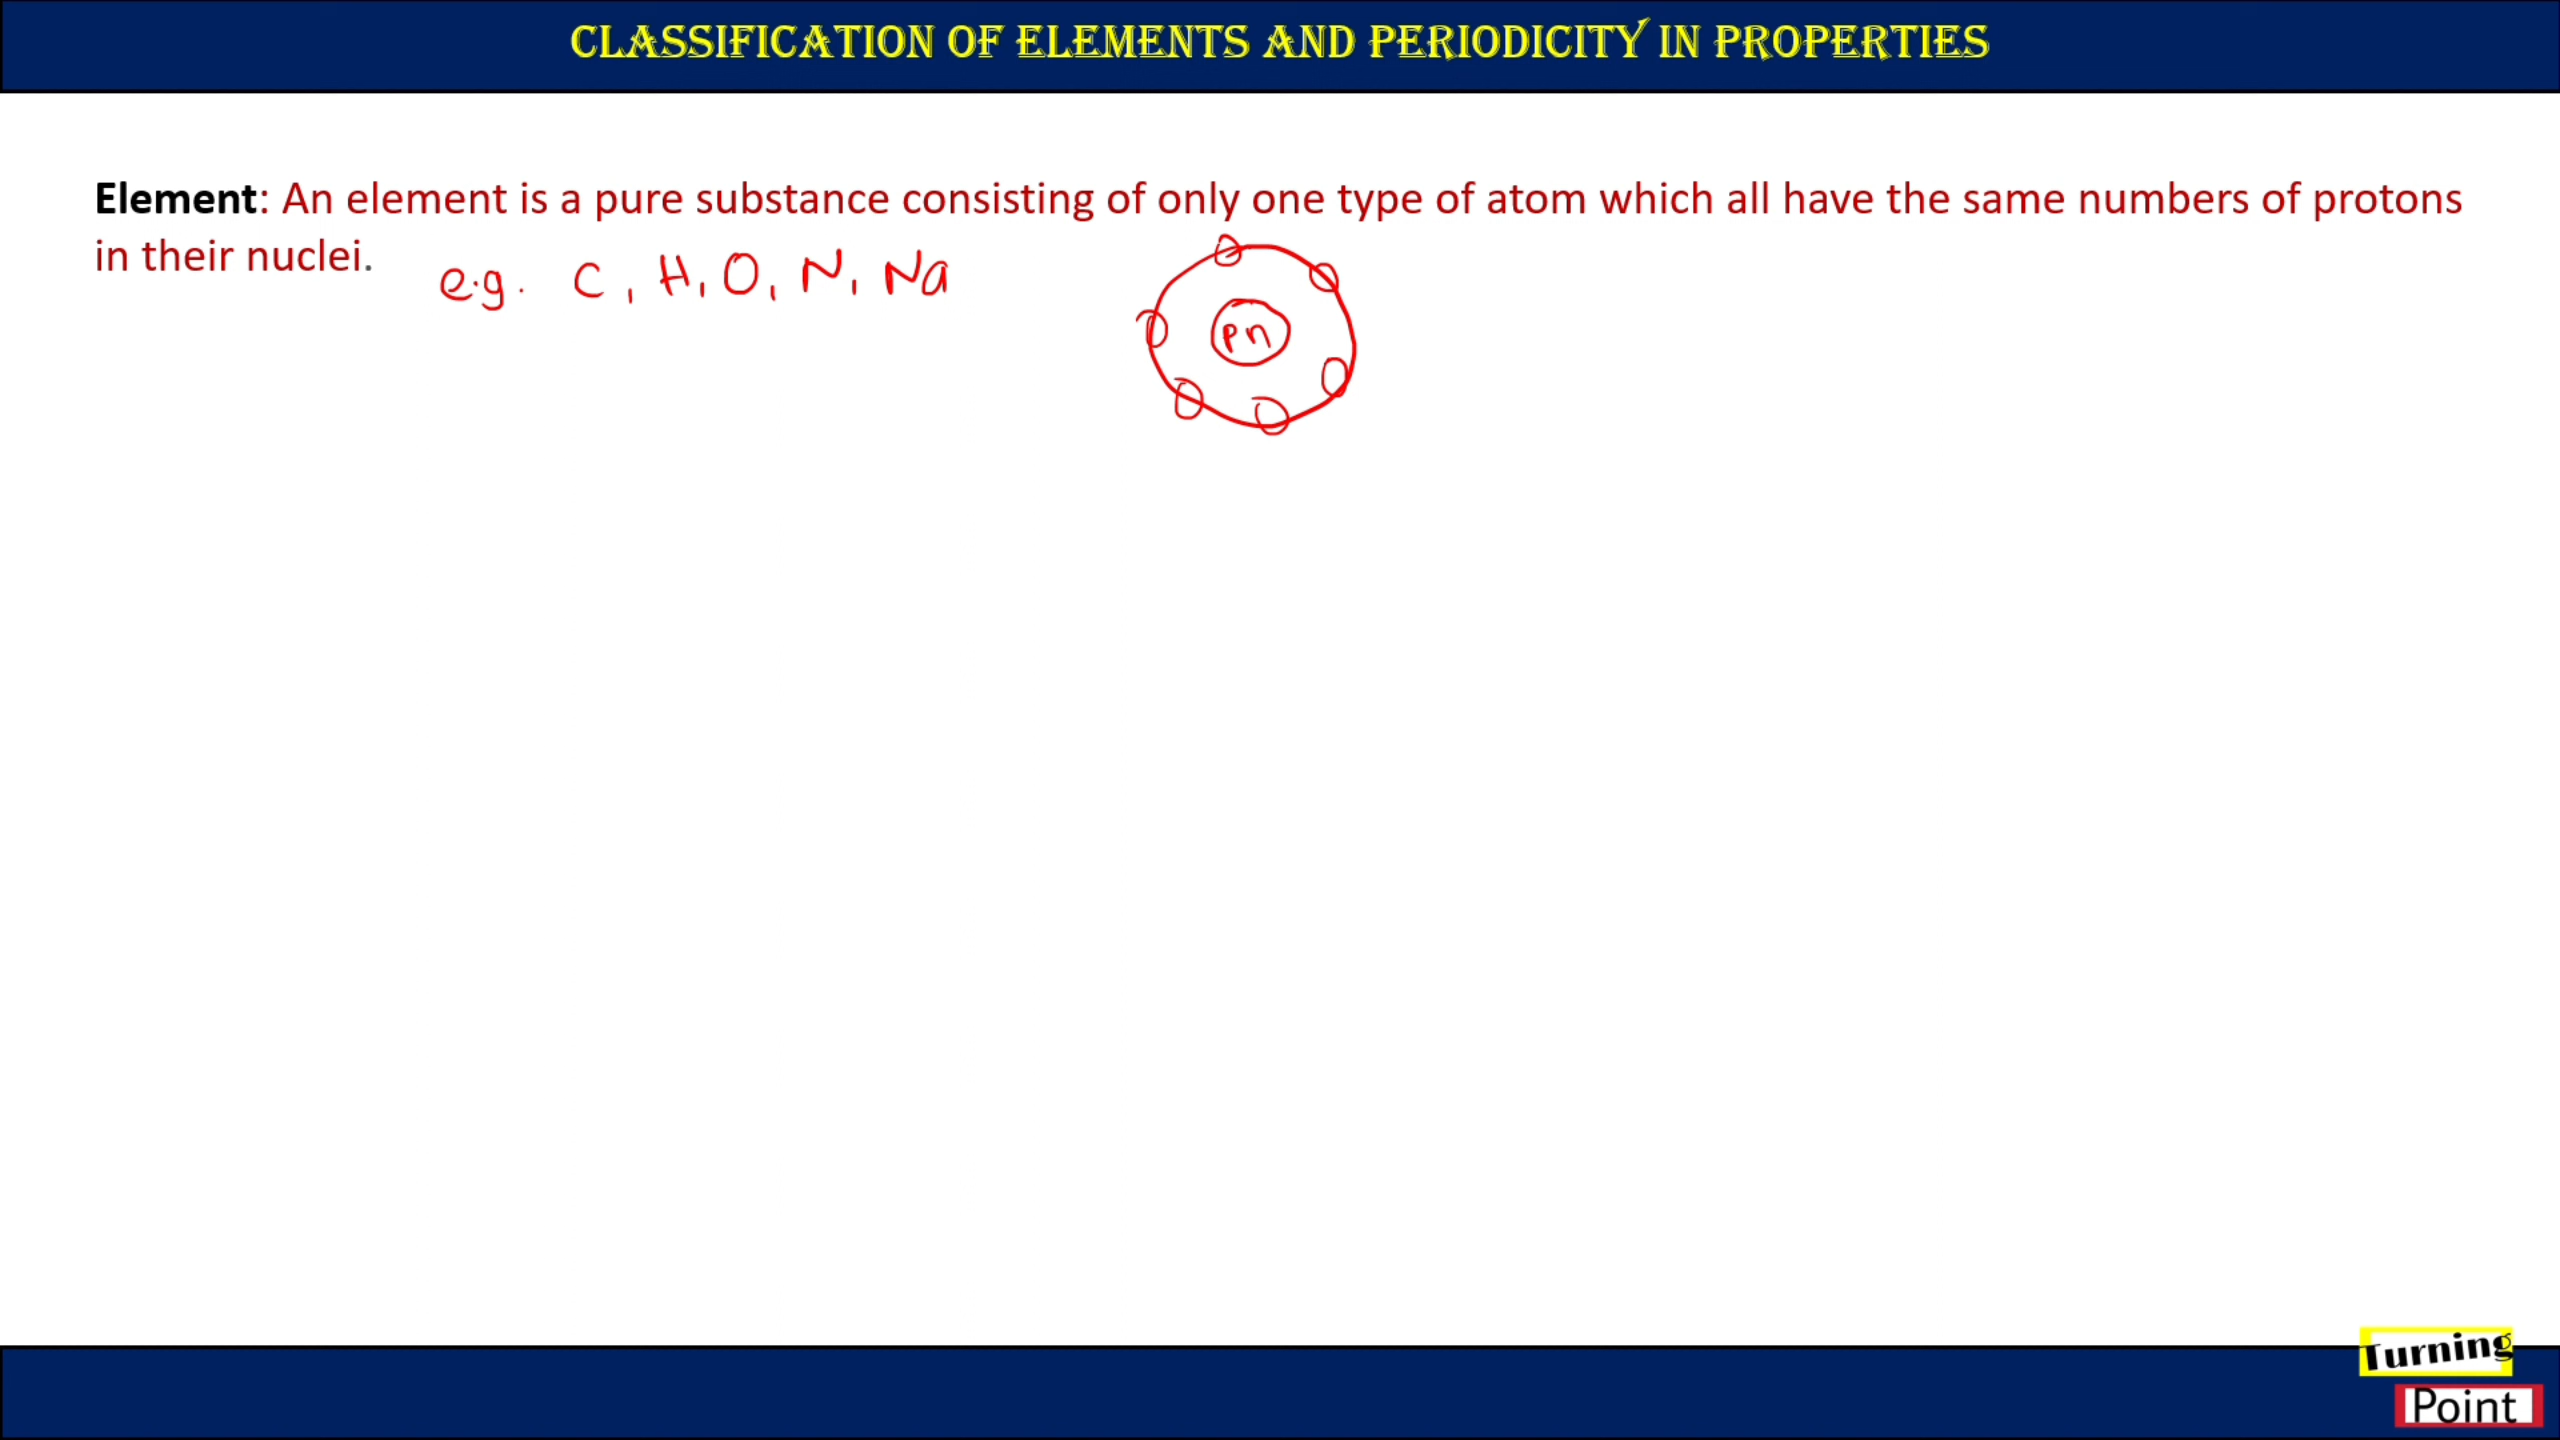 CLASSIFICATION OF ELEMENTS AND PERIODICITY IN PROPERTIES
Element: An element is a pure substance consisting of only one type of atom which all have the same numbers of protons
in their nuclei.
e.g. C, H, O, N, Na
pn
Turning
Point